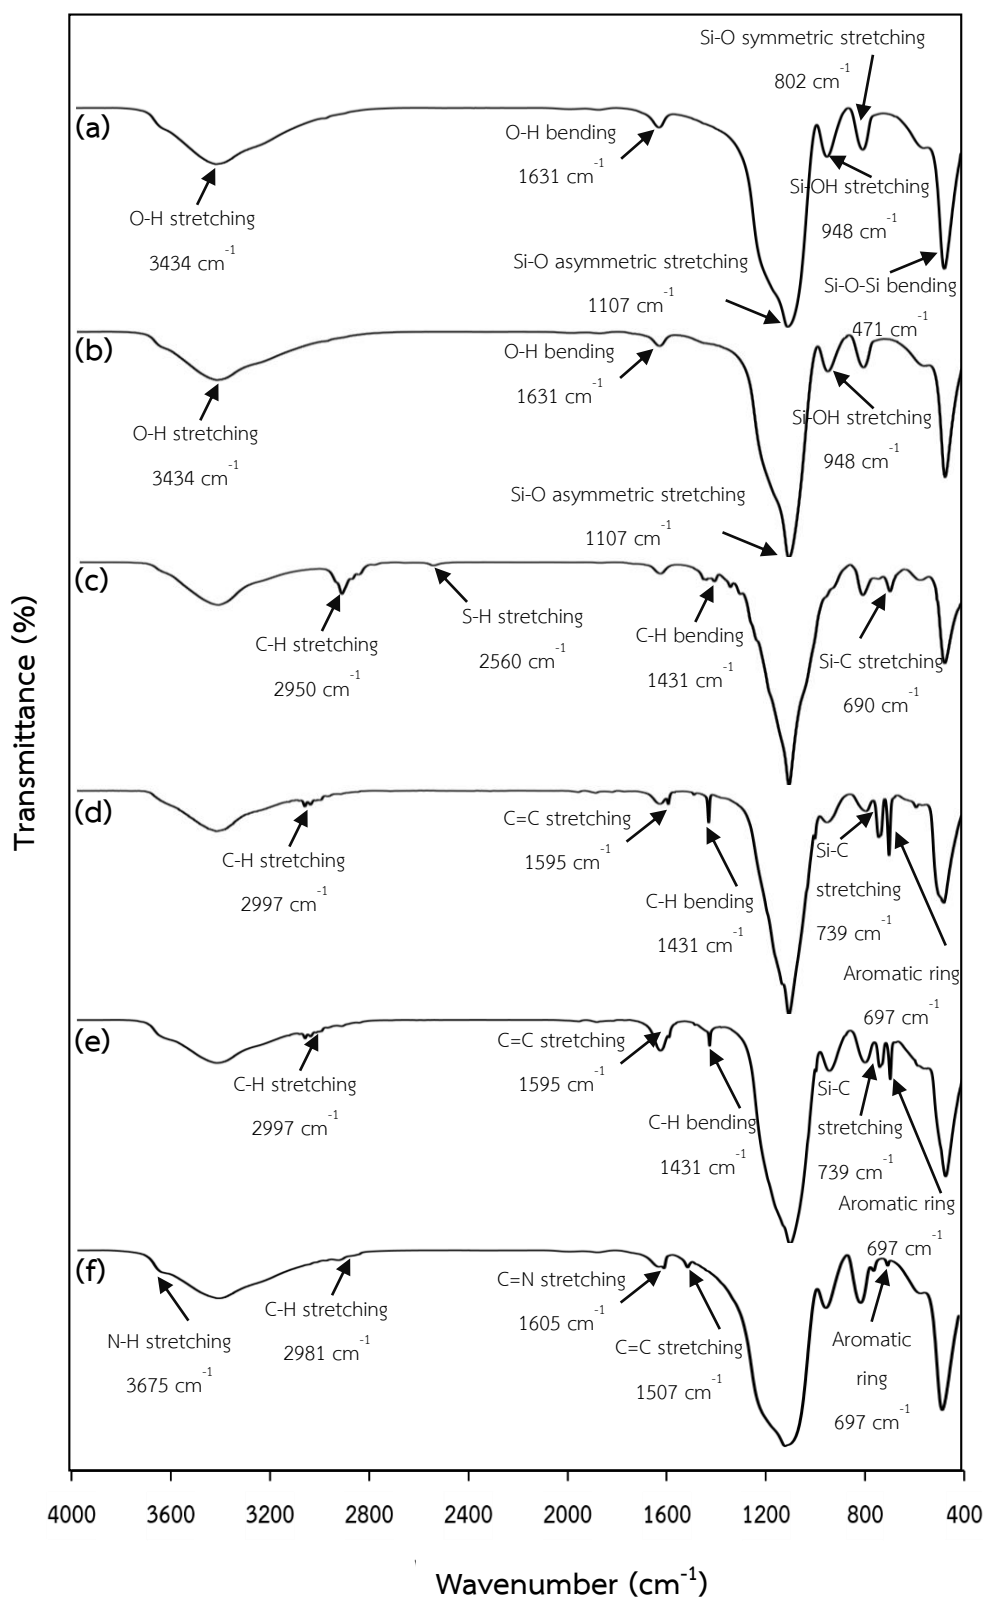 Transmittance (%)
(a)
Si-O symmetric stretching
802 cm⁻¹
O-H bending
1631 cm⁻¹
Si-OH stretching
948 cm⁻¹
O-H stretching
3434 cm⁻¹
Si-O asymmetric stretching
1107 cm⁻¹
Si-O-Si bending
471 cm⁻¹
(b)
O-H bending
1631 cm⁻¹
Si-OH stretching
948 cm⁻¹
O-H stretching
3434 cm⁻¹
Si-O asymmetric stretching
1107 cm⁻¹
(c)
S-H stretching
2560 cm⁻¹
C-H stretching
2950 cm⁻¹
C-H bending
1431 cm⁻¹
Si-C stretching
690 cm⁻¹
(d)
C=C stretching
1595 cm⁻¹
C-H stretching
2997 cm⁻¹
C-H bending
1431 cm⁻¹
Si-C
stretching
739 cm⁻¹
Aromatic ring
697 cm⁻¹
(e)
C=C stretching
1595 cm⁻¹
C-H stretching
2997 cm⁻¹
C-H bending
1431 cm⁻¹
Si-C
stretching
739 cm⁻¹
Aromatic ring
697 cm⁻¹
(f)
N-H stretching
3675 cm⁻¹
C-H stretching
2981 cm⁻¹
C=N stretching
1605 cm⁻¹
C=C stretching
1507 cm⁻¹
Aromatic
ring
697 cm⁻¹
4000 3600 3200 2800 2400 2000 1600 1200 800 400
Wavenumber (cm⁻¹)